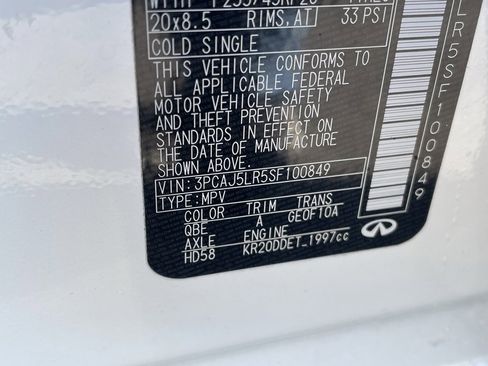 20x8.5 RIMS.AT 33 PSI
COLD SINGLE
THIS VEHICLE CONFORMS TO
ALL APPLICABLE FEDERAL
MOTOR VEHICLE SAFETY
AND THEFT PREVENTION
STANDARDS IN EFFECT ON
THE DATE OF MANUFACTURE
SHOWN ABOVE.
VIN: 3PCAJ5LR5SF100849
TYPE: MPV
COLOR TRIM TRANS
QBE A GE0F10A
AXLE ENGINE
HD58 KR20DDET_1997cc
LR5SF100849